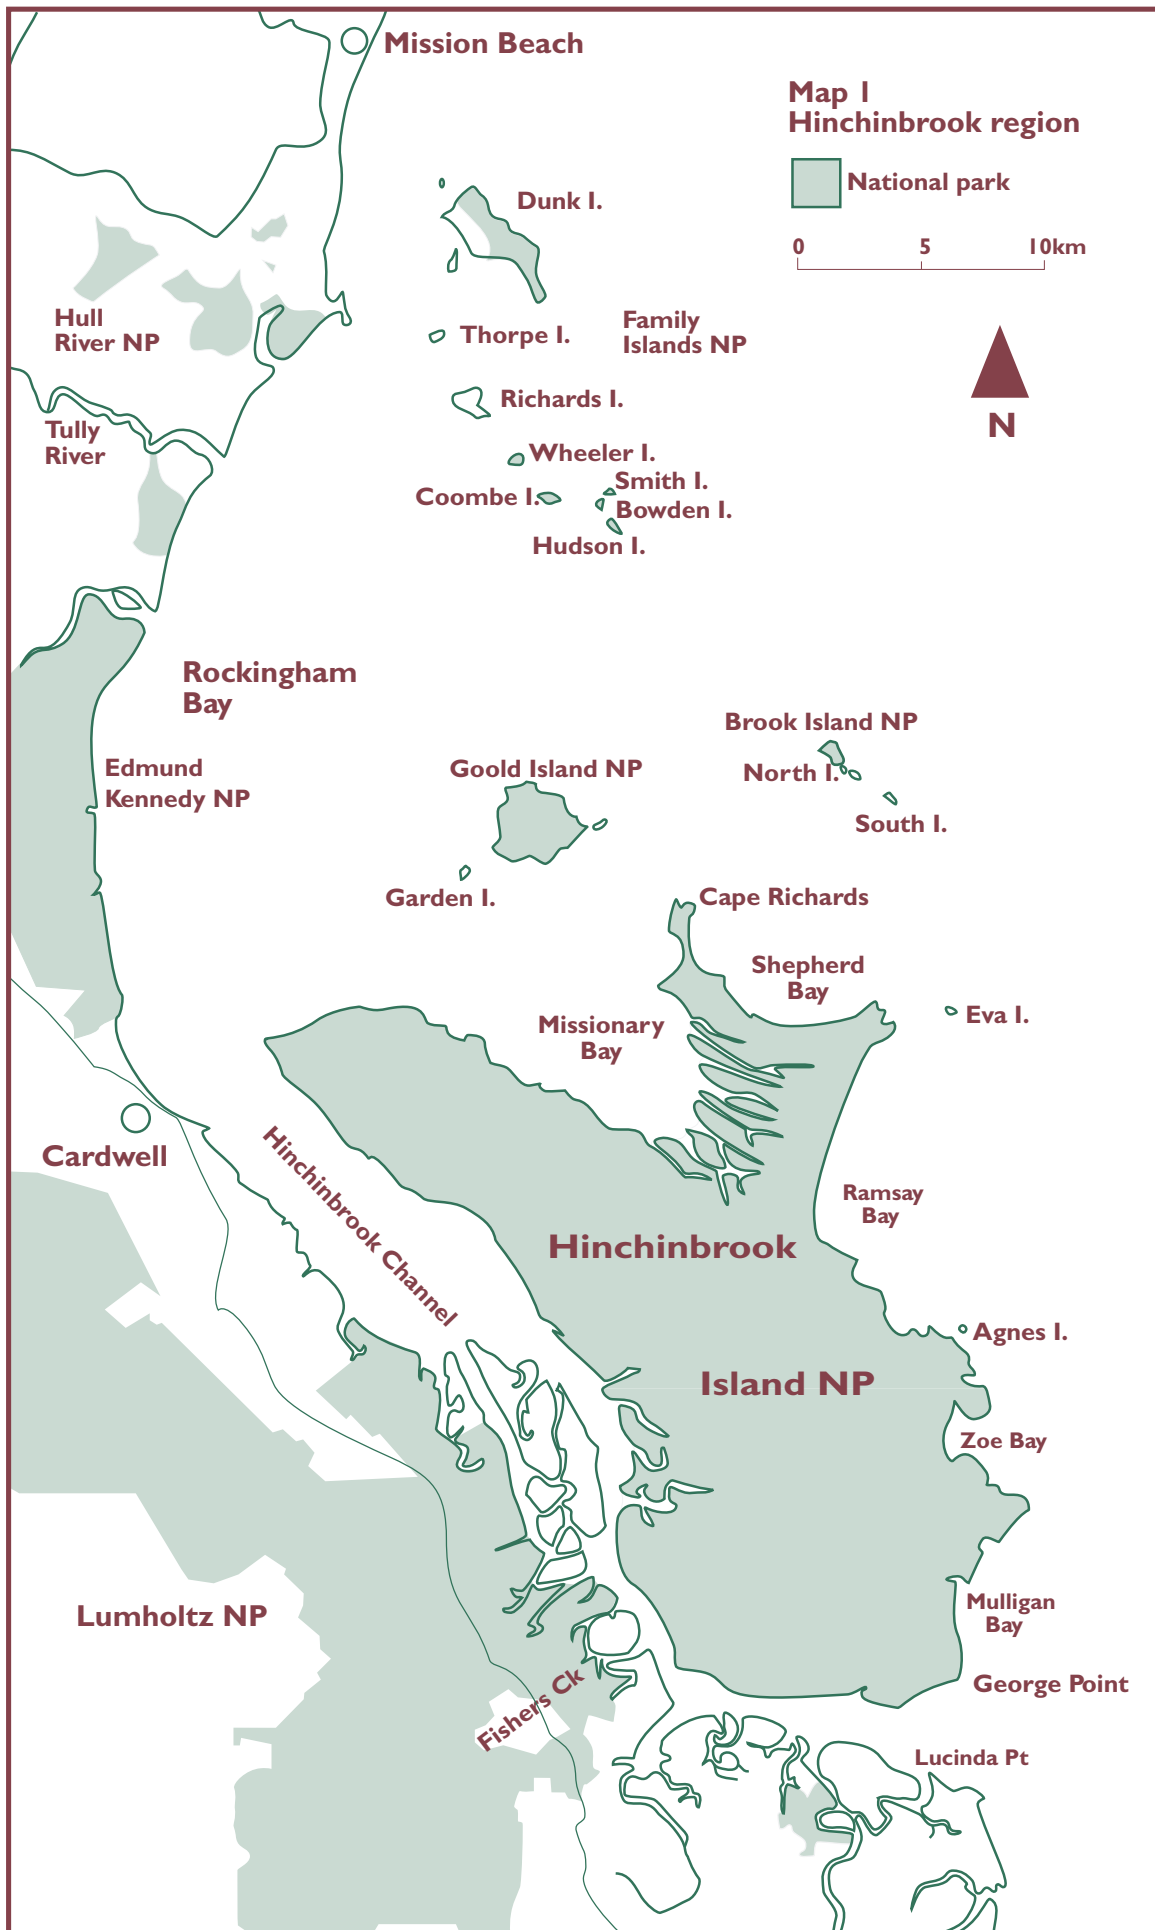 Mission Beach
Map 1
Hinchinbrook region
National park
0 5 10km
Dunk I.
Hull
River NP
Thorpe I.
Family
Islands NP
Richards I.
N
Tully
River
Wheeler I.
Smith I.
Coombe I.
Bowden I.
Hudson I.
Rockingham
Bay
Brook Island NP
Edmund
Kennedy NP
Goold Island NP
North I.
South I.
Garden I.
Cape Richards
Shepherd
Bay
Missionary
Bay
Eva I.
Cardwell
Hinchinbrook Channel
Ramsay
Bay
Hinchinbrook
Island NP
Agnes I.
Zoe Bay
Lumholtz NP
Mulligan
Bay
George Point
Fishers Ck
Lucinda Pt